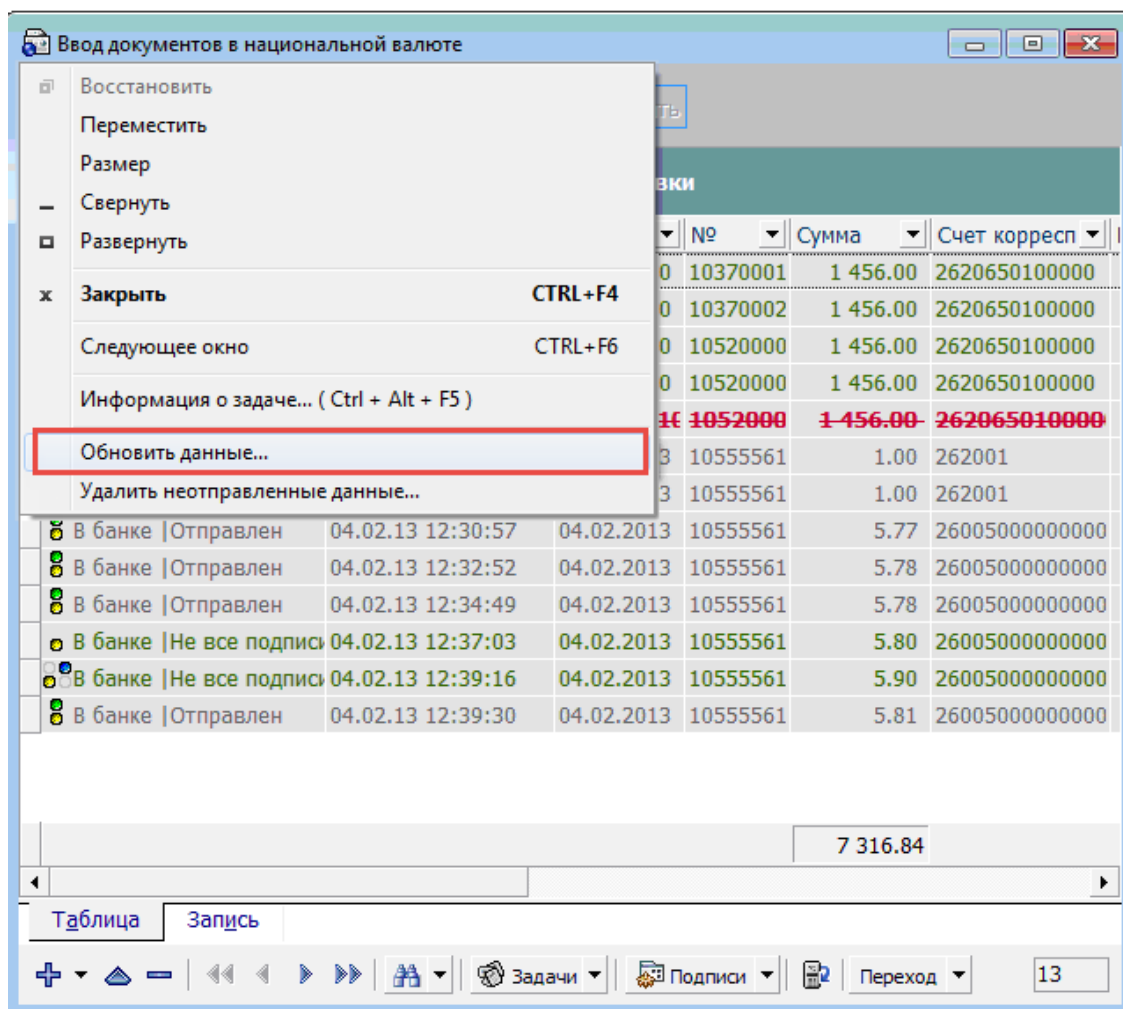 Ввод документов в национальной валюте
Восстановить
ть
Переместить
Размер
вки
Свернуть
Развернуть
№ Сумма Счет корресп
0 10370001 1 456.00 2620650100000
Закрыть CTRL+F4
0 10370002 1 456.00 2620650100000
Следующее окно CTRL+F6
0 10520000 1 456.00 2620650100000
0 10520000 1 456.00 2620650100000
Информация о задаче... ( Ctrl + Alt + F5 )
1052000 1 456.00 262065010000
Обновить данные...
3 10555561 1.00 262001
Удалить неотправленные данные...
3 10555561 1.00 262001
В банке |Отправлен 04.02.13 12:30:57 04.02.2013 10555561 5.77 26005000000000
В банке |Отправлен 04.02.13 12:32:52 04.02.2013 10555561 5.78 26005000000000
В банке |Отправлен 04.02.13 12:34:49 04.02.2013 10555561 5.78 26005000000000
В банке |Не все подписи 04.02.13 12:37:03 04.02.2013 10555561 5.80 26005000000000
В банке |Не все подписи 04.02.13 12:39:16 04.02.2013 10555561 5.90 26005000000000
В банке |Отправлен 04.02.13 12:39:30 04.02.2013 10555561 5.81 26005000000000
7 316.84
Таблица Запись
Задачи Подписи Переход 13